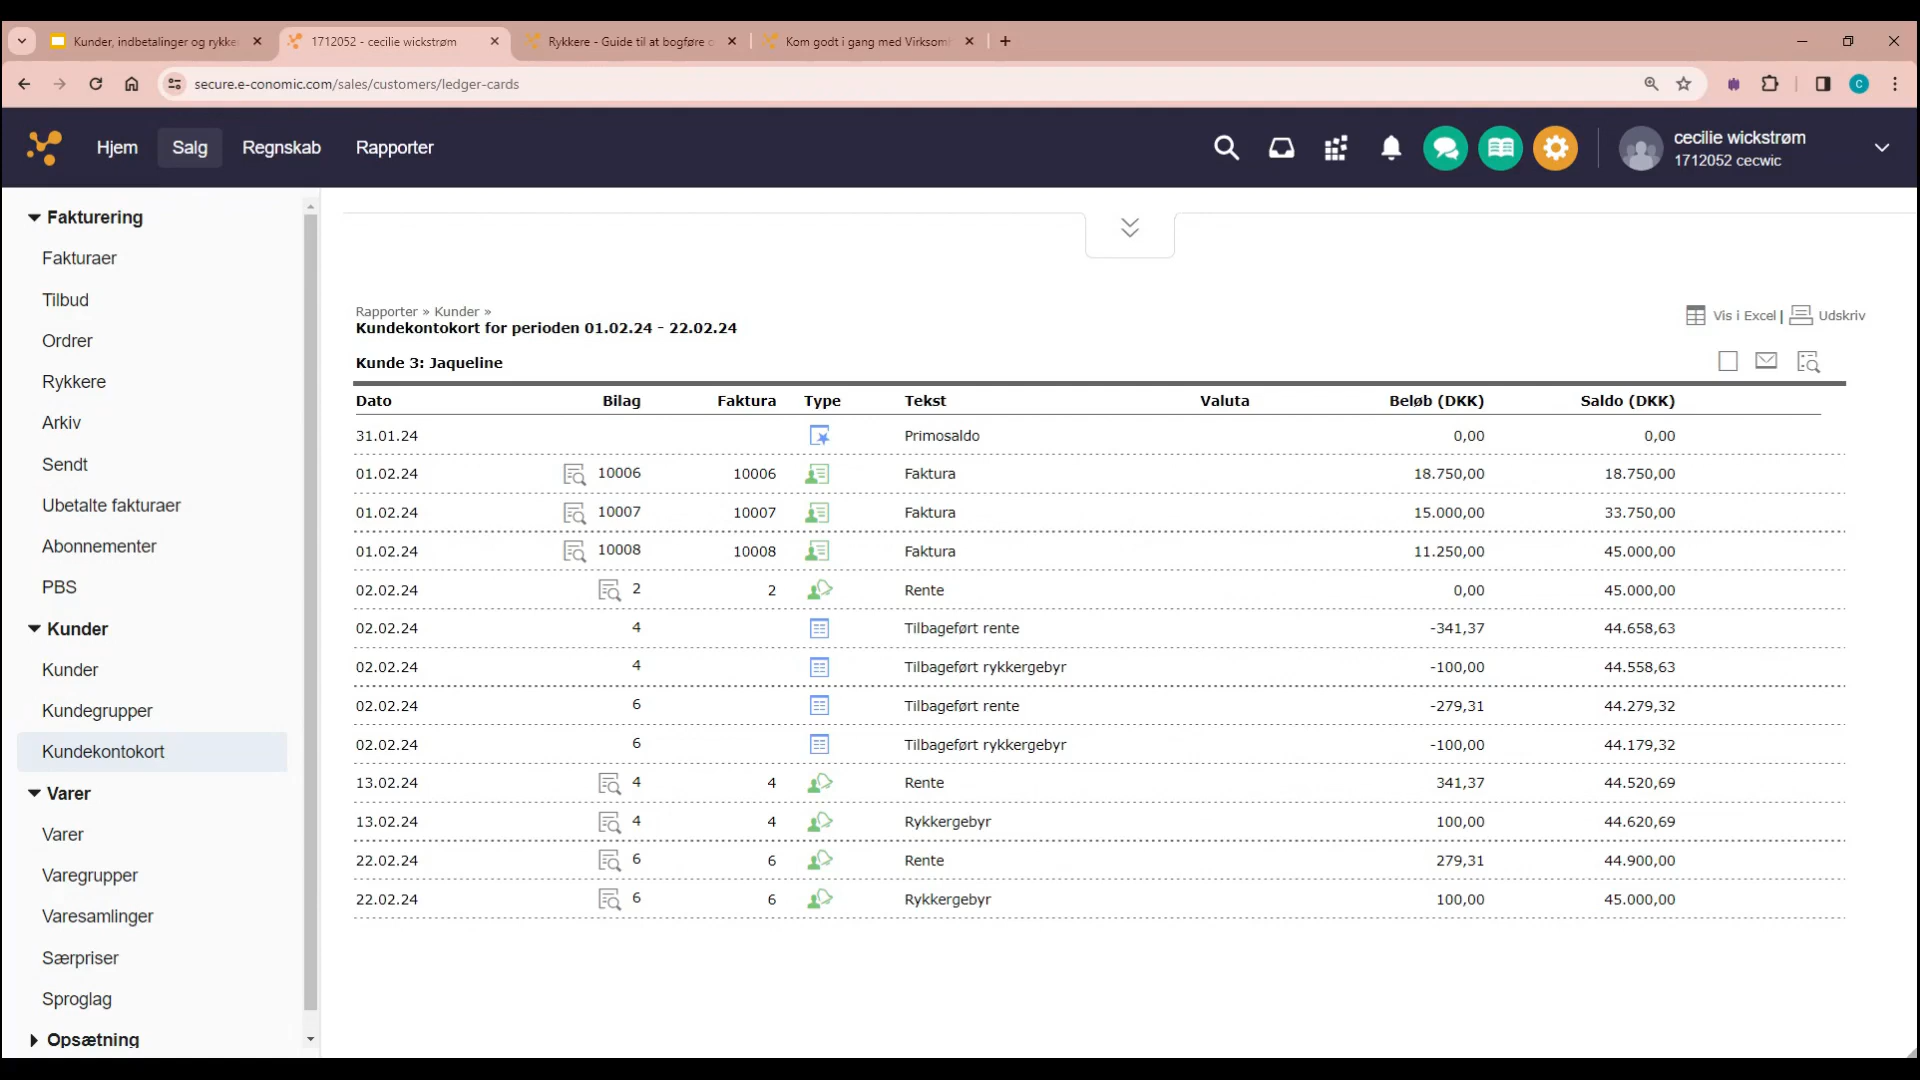 Kunder, indbetalinger og rykke
1712052 - cecilie wickstrøm
Rykkere - Guide til at bogføre o
Kom godt i gang med Virksom
secure.e-conomic.com/sales/customers/ledger-cards
C
Hjem Salg Regnskab Rapporter
cecilie wickstrøm
1712052 cecwic
Fakturering
Fakturaer
Tilbud
Ordrer
Rykkere
Arkiv
Sendt
Ubetalte fakturaer
Abonnementer
PBS
Kunder
Kunder
Kundegrupper
Kundekontokort
Varer
Varer
Varegrupper
Varesamlinger
Særpriser
Sproglag
Opsætning
Rapporter » Kunder »
Kundekontokort for perioden 01.02.24 - 22.02.24
Vis i Excel | Udskriv
Kunde 3: Jaqueline
Dato Bilag Faktura Type Tekst Valuta Beløb (DKK) Saldo (DKK)
31.01.24 Primosaldo 0,00 0,00
01.02.24 10006 10006 Faktura 18.750,00 18.750,00
01.02.24 10007 10007 Faktura 15.000,00 33.750,00
01.02.24 10008 10008 Faktura 11.250,00 45.000,00
02.02.24 2 2 Rente 0,00 45.000,00
02.02.24 4 Tilbageført rente -341,37 44.658,63
02.02.24 4 Tilbageført rykkergebyr -100,00 44.558,63
02.02.24 6 Tilbageført rente -279,31 44.279,32
02.02.24 6 Tilbageført rykkergebyr -100,00 44.179,32
13.02.24 4 4 Rente 341,37 44.520,69
13.02.24 4 4 Rykkergebyr 100,00 44.620,69
22.02.24 6 6 Rente 279,31 44.900,00
22.02.24 6 6 Rykkergebyr 100,00 45.000,00